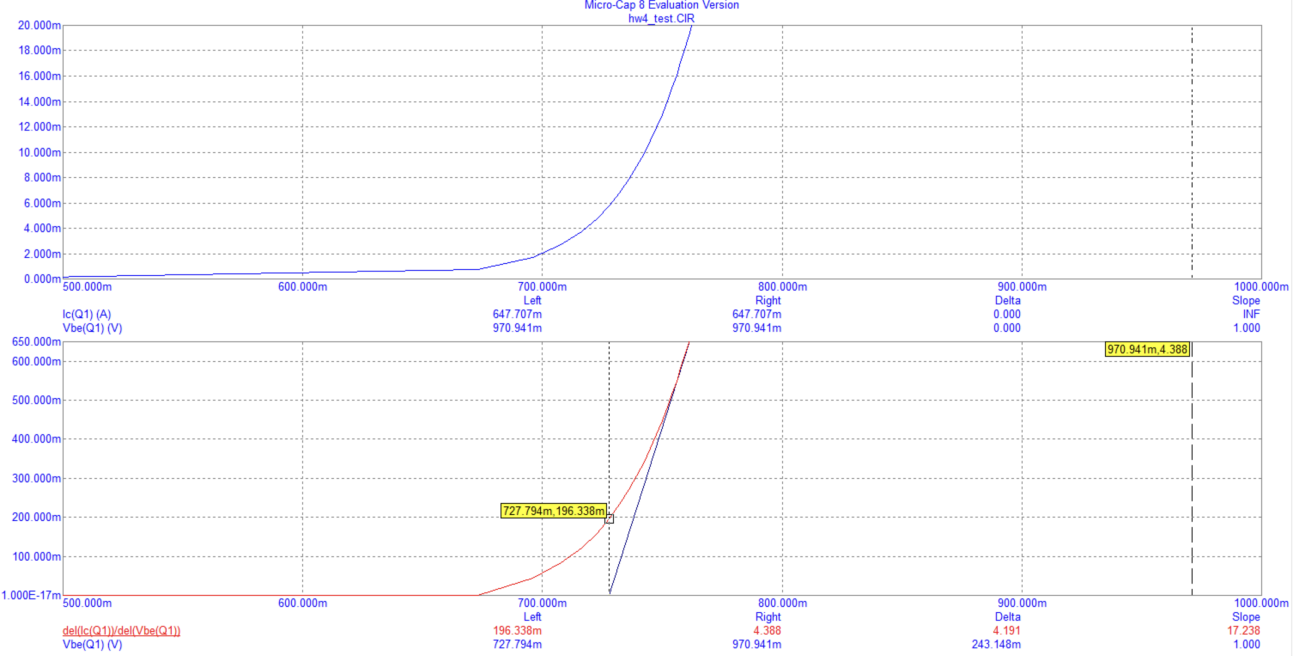 Micro-Cap 8 Evaluation Version
hw4_test.CIR
20.000m
18.000m
16.000m
14.000m
12.000m
10.000m
8.000m
6.000m
4.000m
2.000m
0.000m
500.000m 600.000m 700.000m 800.000m 900.000m 1000.000m
Left Right Delta Slope
Ic(Q1) (A) 647.707m 647.707m 0.000 INF
Vbe(Q1) (V) 970.941m 970.941m 0.000 1.000
650.000m
970.941m,4.388
600.000m
500.000m
400.000m
300.000m
727.794m,196.338m
200.000m
100.000m
1.000E-17m
500.000m 600.000m 700.000m 800.000m 900.000m 1000.000m
Left Right Delta Slope
del(Ic(Q1))/del(Vbe(Q1)) 196.338m 4.388 4.191 17.238
Vbe(Q1) (V) 727.794m 970.941m 243.148m 1.000